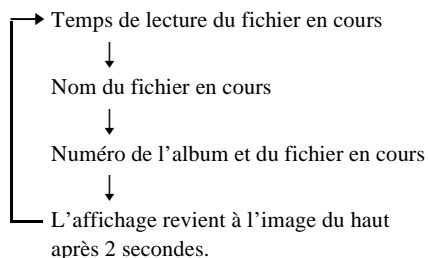 Temps de lecture du fichier en cours
Nom du fichier en cours
Numéro de l’album et du fichier en cours
L’affichage revient à l’image du haut
après 2 secondes.